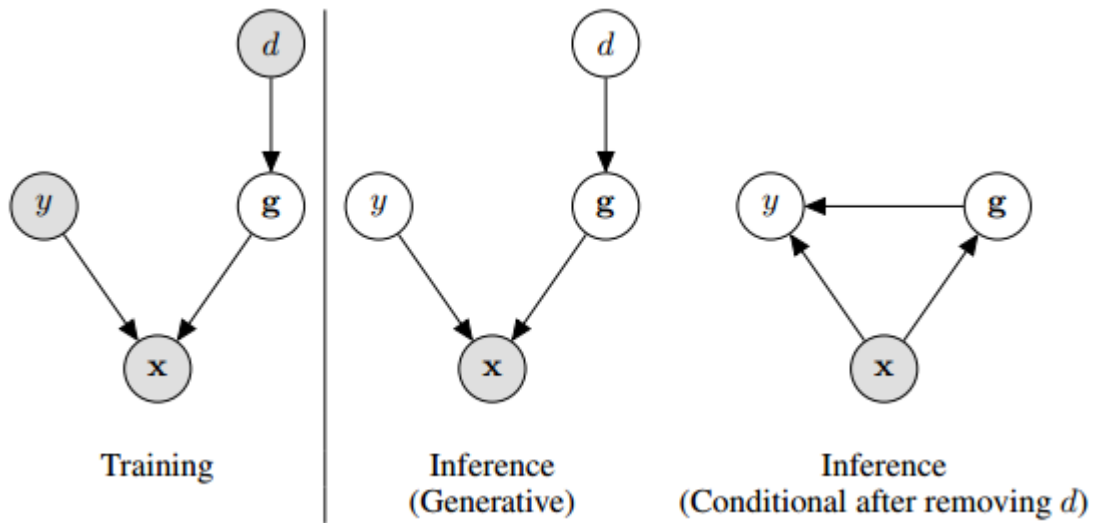 d
d
y
g
y
g
y
g
x
x
x
Training
Inference
(Generative)
Inference
(Conditional after removing d)